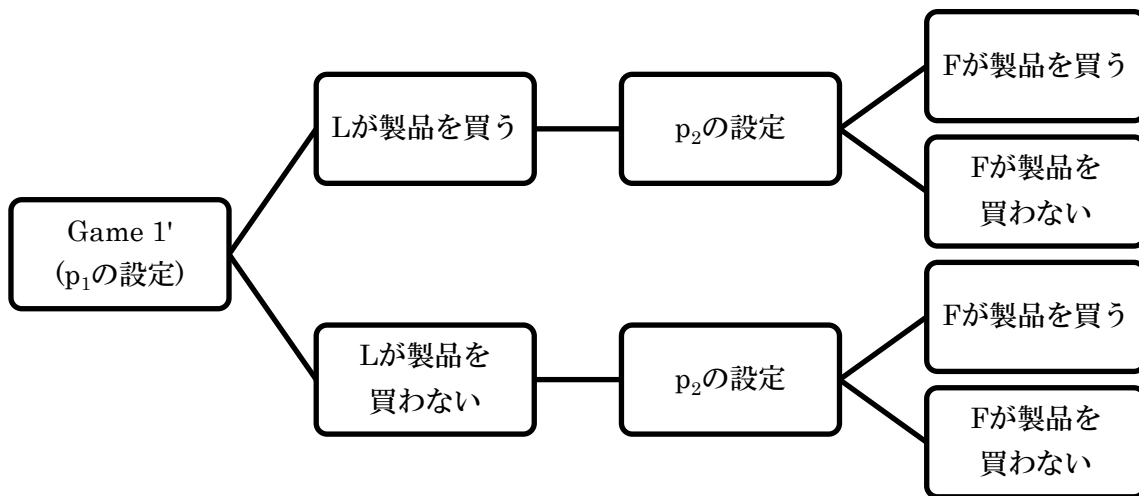 Game 1'
(p₁の設定)
Lが製品を買う
p₂の設定
Fが製品を買う
Fが製品を
買わない
Lが製品を
買わない
p₂の設定
Fが製品を買う
Fが製品を
買わない